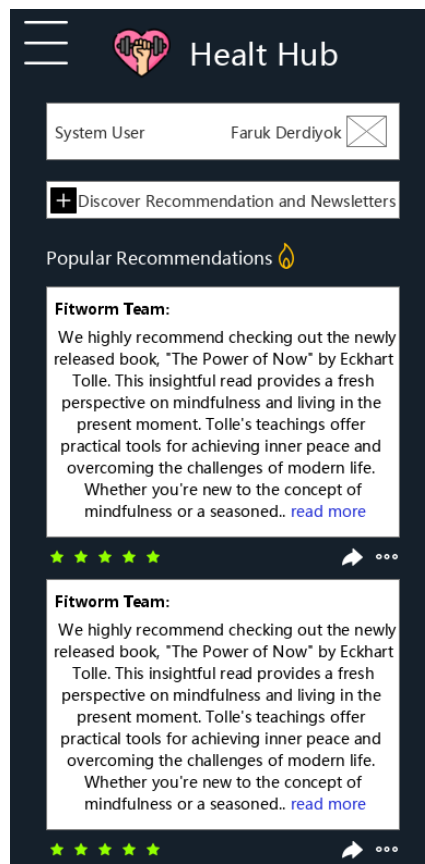 Healt Hub
System User Faruk Derdiyok
Discover Recommendation and Newsletters
Popular Recommendations
Fitworm Team:
We highly recommend checking out the newly
released book, "The Power of Now" by Eckhart
Tolle. This insightful read provides a fresh
perspective on mindfulness and living in the
present moment. Tolle's teachings offer
practical tools for achieving inner peace and
overcoming the challenges of modern life.
Whether you're new to the concept of
mindfulness or a seasoned.. read more
Fitworm Team:
We highly recommend checking out the newly
released book, "The Power of Now" by Eckhart
Tolle. This insightful read provides a fresh
perspective on mindfulness and living in the
present moment. Tolle's teachings offer
practical tools for achieving inner peace and
overcoming the challenges of modern life.
Whether you're new to the concept of
mindfulness or a seasoned.. read more